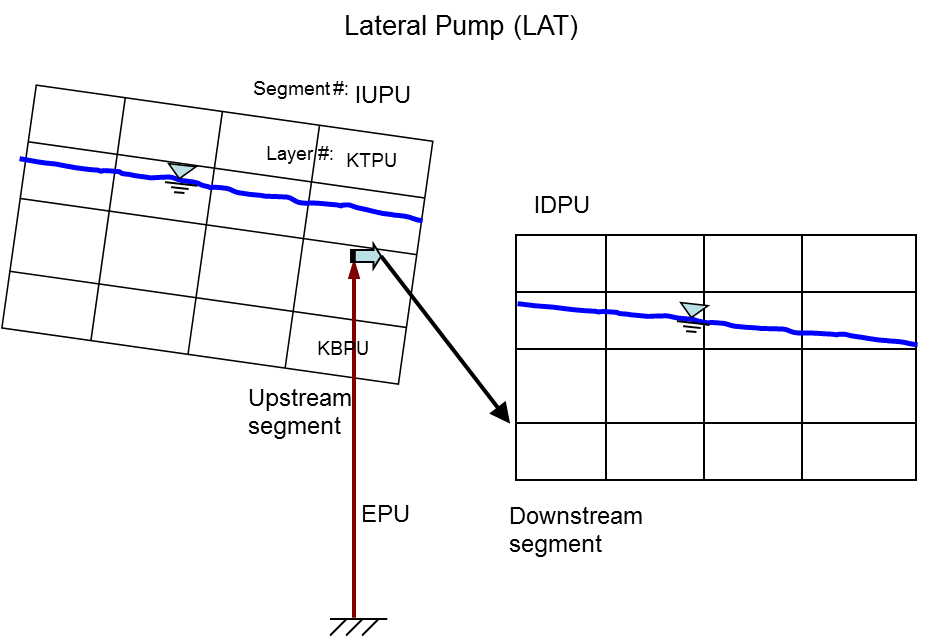 Lateral Pump (LAT)
Segment #: IUPU
Layer #: KTPU
IDPU
KBPU
Upstream
segment
EPU
Downstream
segment